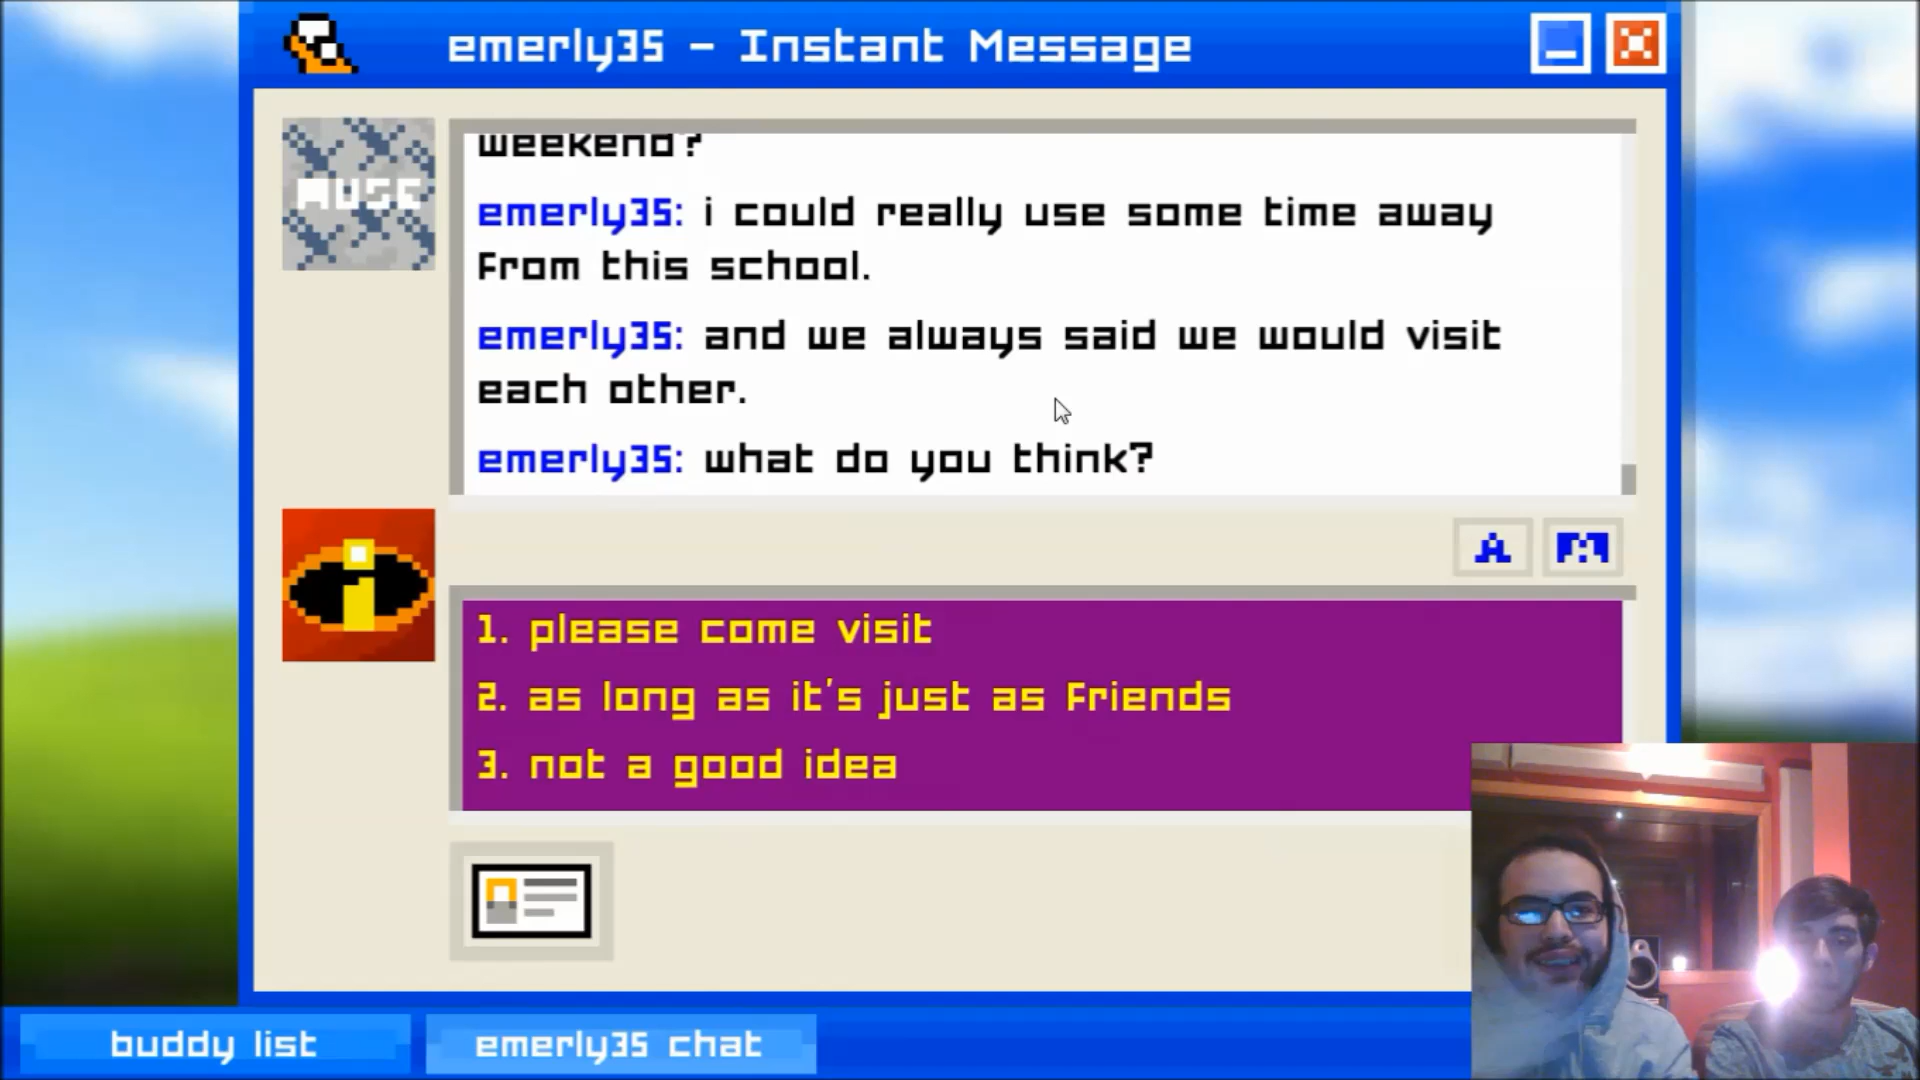 emerly35 - Instant Message
MUSE
weekend?
emerly35: i could really use some time away
from this school.
emerly35: and we always said we would visit
each other.
emerly35: what do you think?
A
1. please come visit
2. as long as it's just as friends
3. not a good idea
buddy list
emerly35 chat